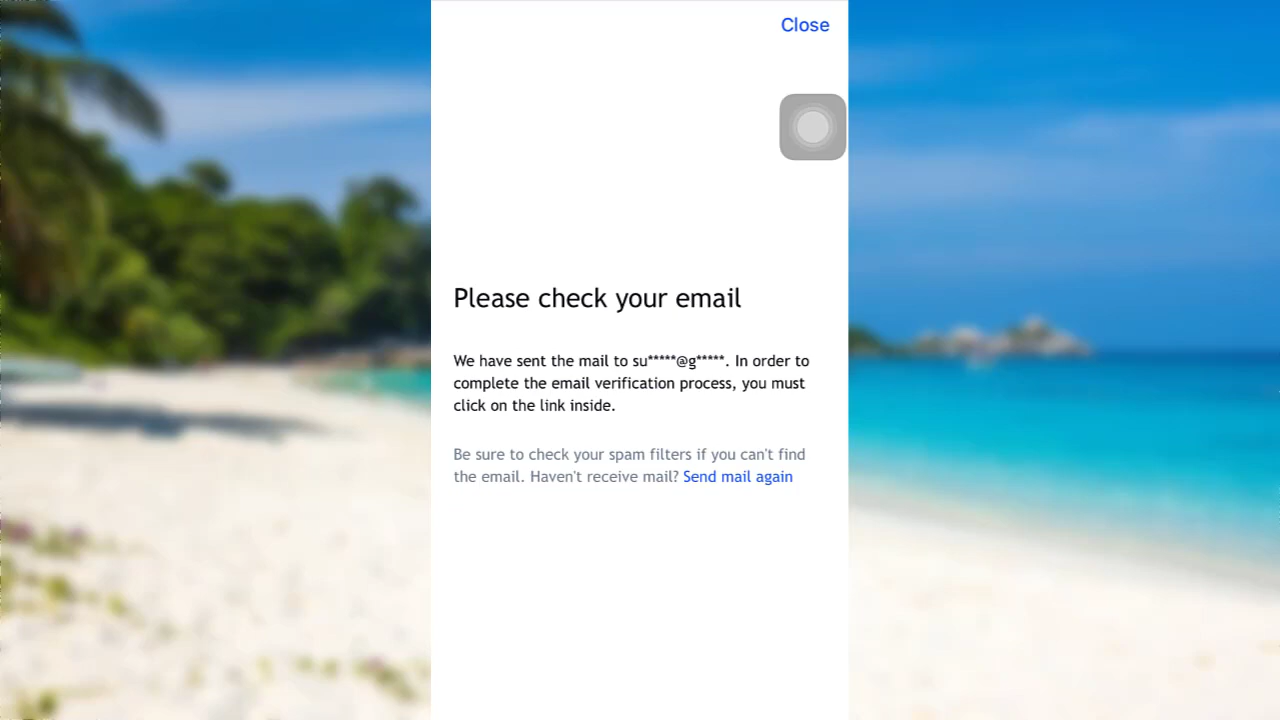 Close
Please check your email
We have sent the mail to su*****@g*****. In order to
complete the email verification process, you must
click on the link inside.
Be sure to check your spam filters if you can't find
the email. Haven't receive mail? Send mail again